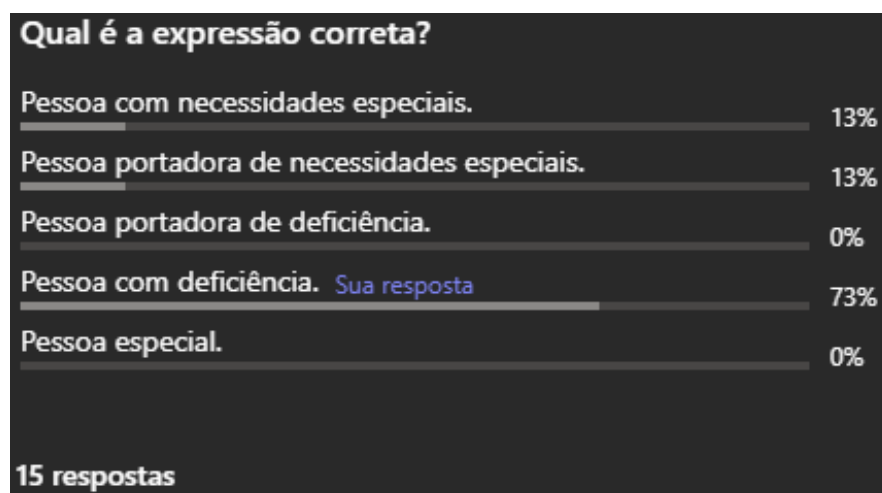 Qual é a expressão correta?
Pessoa com necessidades especiais.
13%
Pessoa portadora de necessidades especiais.
13%
Pessoa portadora de deficiência.
0%
Pessoa com deficiência. Sua resposta
73%
Pessoa especial.
0%
15 respostas